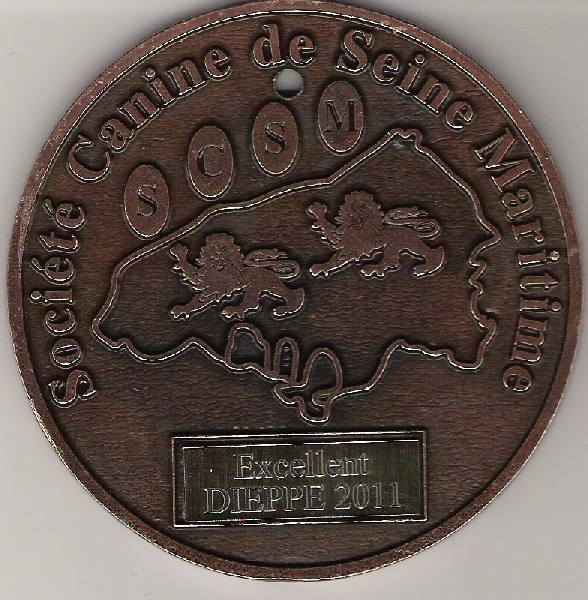 Société Canine de Seine Maritime
S C S M
Excellent
DIEPPE 2011